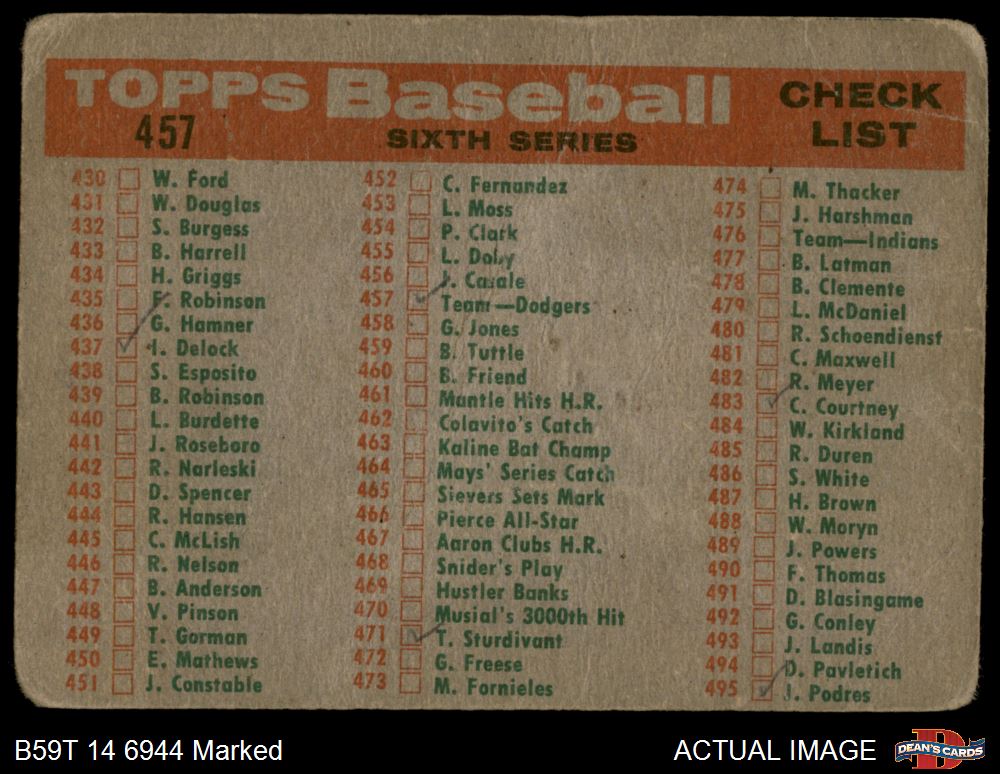 TOPPS Baseball CHECK LIST
457 SIXTH SERIES
430 W. Ford
431 W. Douglas
432 S. Burgess
433 B. Harrell
434 H. Griggs
435 F. Robinson
436 G. Hamner
437 I. Delock
438 S. Esposito
439 B. Robinson
440 L. Burdette
441 J. Roseboro
442 R. Narleski
443 D. Spencer
444 R. Hansen
445 C. McLish
446 R. Nelson
447 B. Anderson
448 V. Pinson
449 T. Gorman
450 E. Mathews
451 J. Constable
452 C. Fernandez
453 L. Moss
454 P. Clark
455 L. Doby
456 J. Casale
457 Team—Dodgers
458 G. Jones
459 B. Tuttle
460 B. Friend
461 Mantle Hits H.R.
462 Colavito's Catch
463 Kaline Bat Champ
464 Mays' Series Catch
465 Sievers Sets Mark
466 Pierce All-Star
467 Aaron Clubs H.R.
468 Snider's Play
469 Hustler Banks
470 Musial's 3000th Hit
471 T. Sturdivant
472 G. Freese
473 M. Fornieles
474 M. Thacker
475 J. Harshman
476 Team—Indians
477 B. Latman
478 B. Clemente
479 L. McDaniel
480 R. Schoendienst
481 C. Maxwell
482 R. Meyer
483 C. Courtney
484 W. Kirkland
485 R. Duren
486 S. White
487 H. Brown
488 W. Moryn
489 J. Powers
490 F. Thomas
491 D. Blasingame
492 G. Conley
493 J. Landis
494 D. Pavletich
495 J. Podres
B59T 14 6944 Marked
ACTUAL IMAGE
DEAN'S CARDS